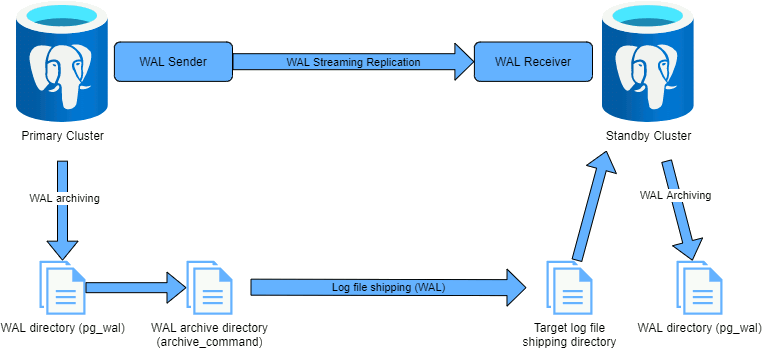 WAL Sender
WAL Streaming Replication
WAL Receiver
Primary Cluster
Standby Cluster
WAL archiving
WAL Archiving
Log file shipping (WAL)
WAL directory (pg_wal)
WAL archive directory
(archive_command)
Target log file
shipping directory
WAL directory (pg_wal)